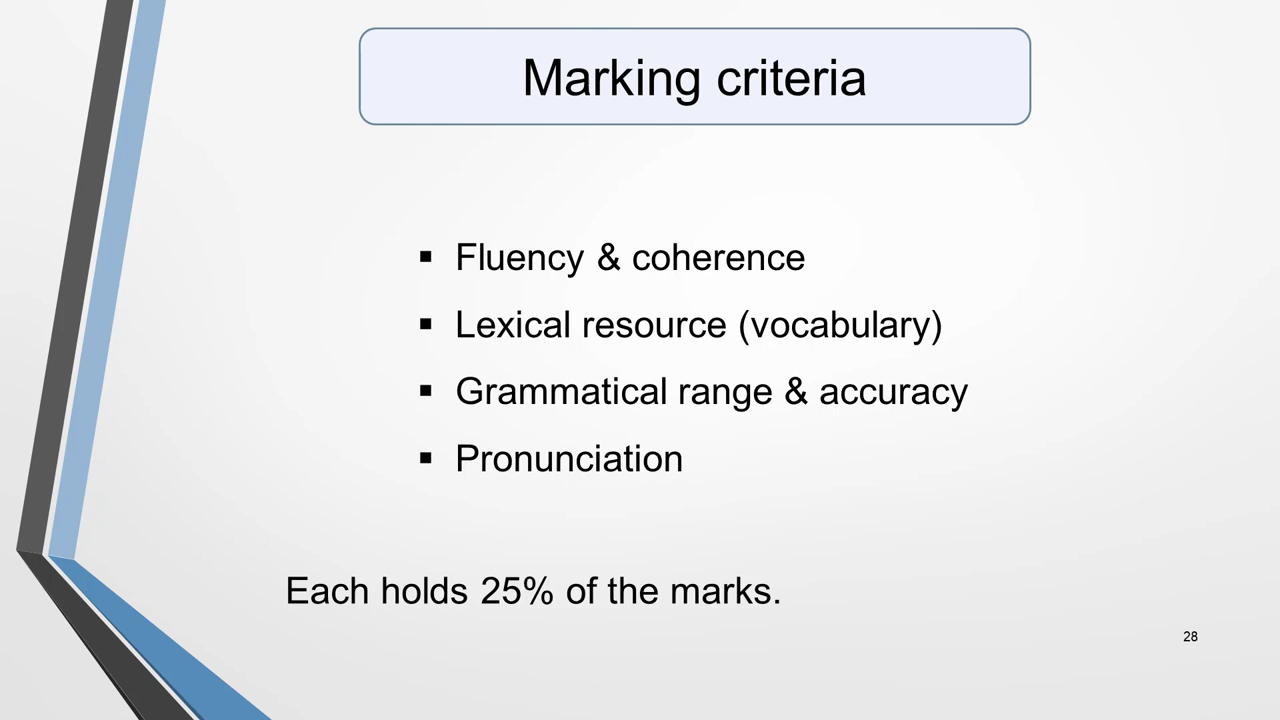 Marking criteria
▪ Fluency & coherence
▪ Lexical resource (vocabulary)
▪ Grammatical range & accuracy
▪ Pronunciation
Each holds 25% of the marks.
28